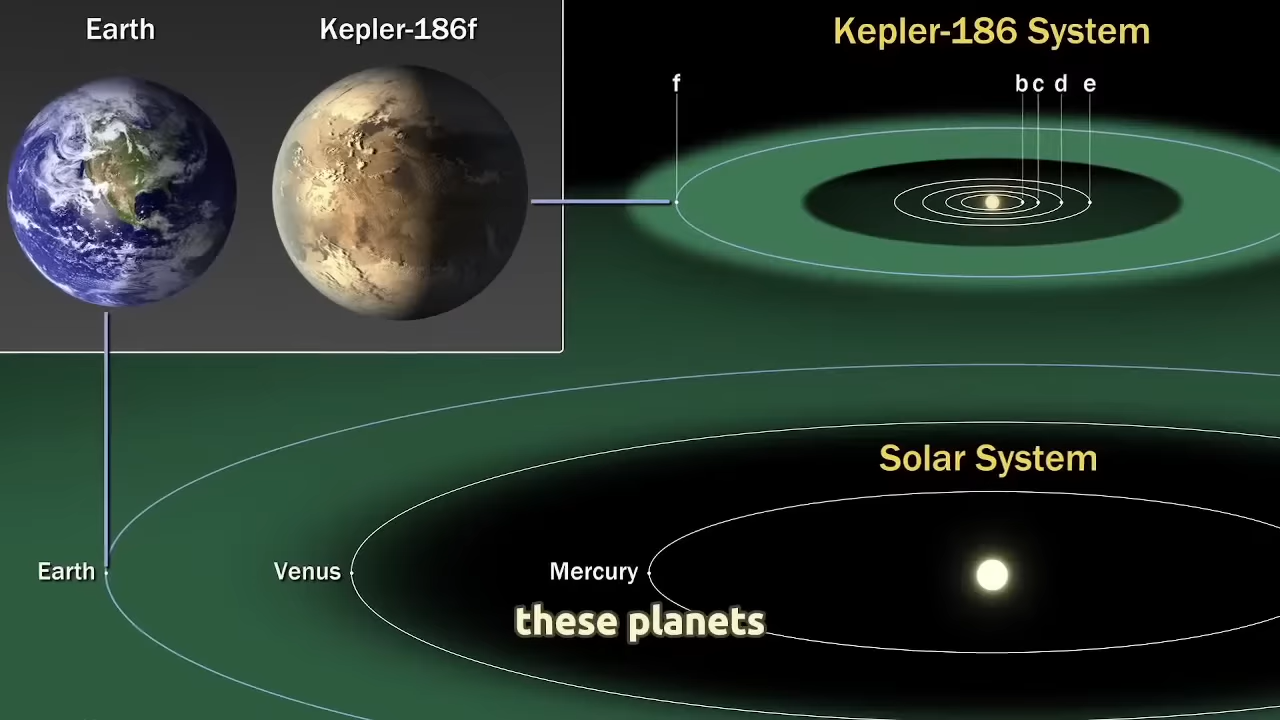 Earth
Kepler-186f
Kepler-186 System
f
b c d e
Solar System
Earth
Venus
Mercury
these planets